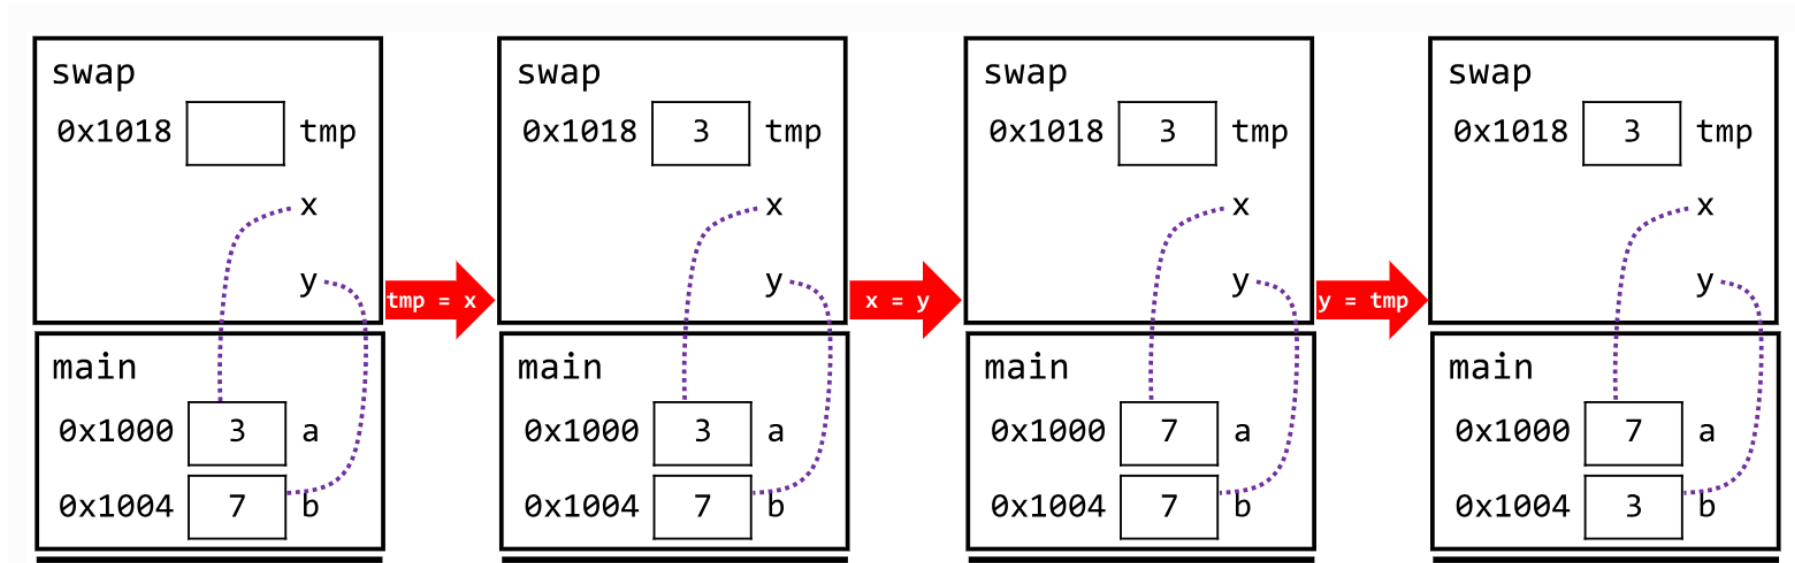 swap
0x1018 tmp
x
y
main
0x1000 3 a
0x1004 7 b
tmp = x
swap
0x1018 3 tmp
x
y
main
0x1000 3 a
0x1004 7 b
x = y
swap
0x1018 3 tmp
x
y
main
0x1000 7 a
0x1004 7 b
y = tmp
swap
0x1018 3 tmp
x
y
main
0x1000 7 a
0x1004 3 b